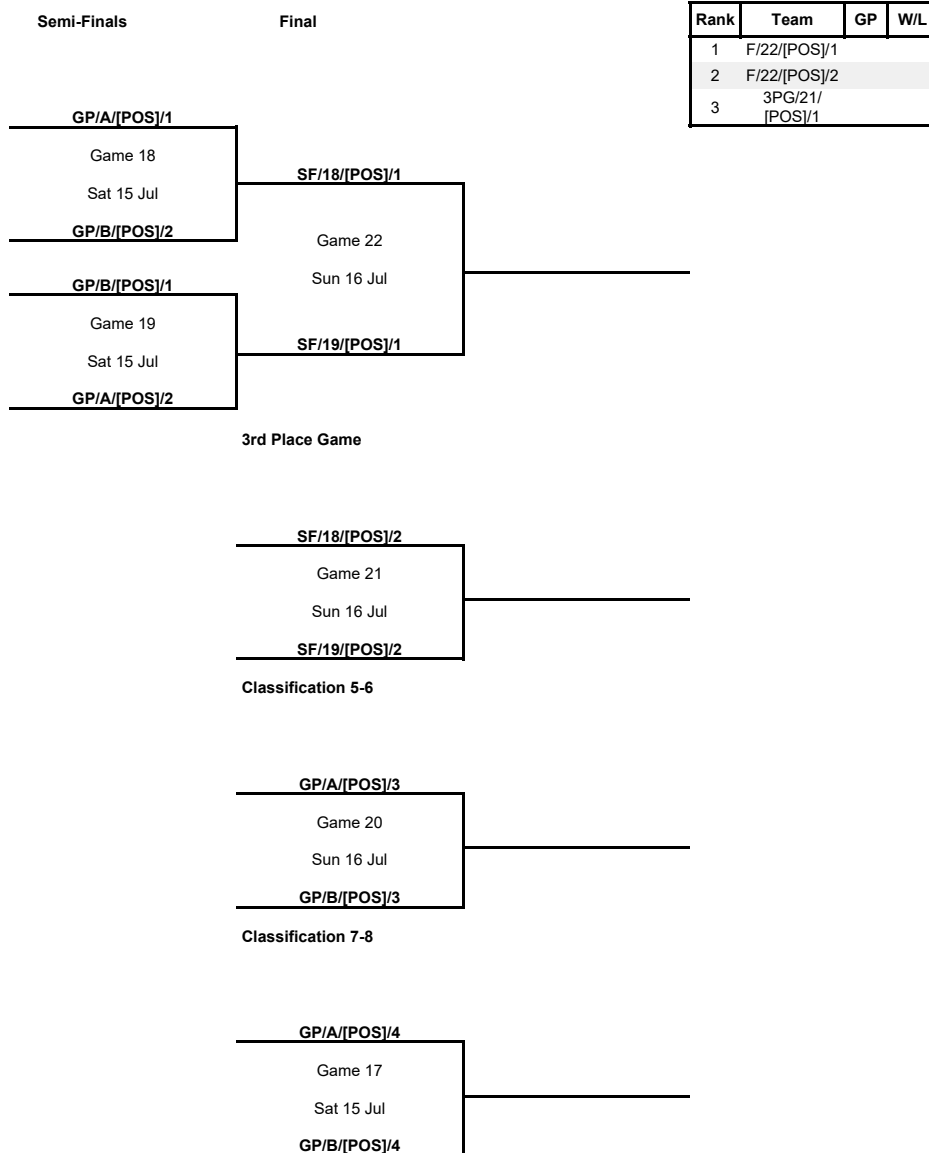 Semi-Finals Final
Rank Team GP W/L
1 F/22/[POS]/1
2 F/22/[POS]/2
3 3PG/21/
[POS]/1
GP/A/[POS]/1
Game 18
Sat 15 Jul
GP/B/[POS]/2
SF/18/[POS]/1
Game 22
Sun 16 Jul
SF/19/[POS]/1
GP/B/[POS]/1
Game 19
Sat 15 Jul
GP/A/[POS]/2
3rd Place Game
SF/18/[POS]/2
Game 21
Sun 16 Jul
SF/19/[POS]/2
Classification 5-6
GP/A/[POS]/3
Game 20
Sun 16 Jul
GP/B/[POS]/3
Classification 7-8
GP/A/[POS]/4
Game 17
Sat 15 Jul
GP/B/[POS]/4